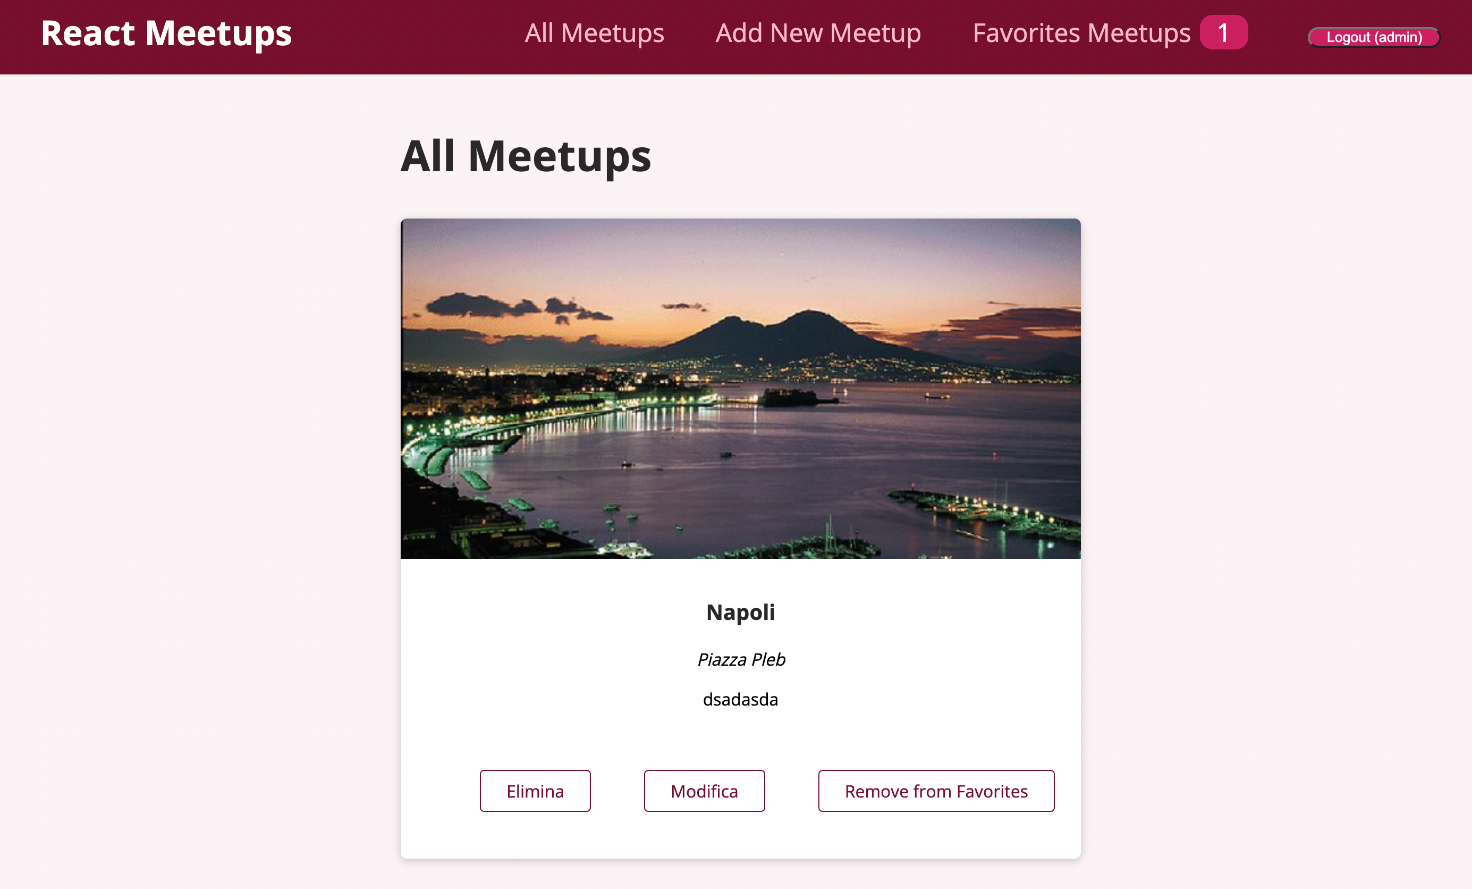 React Meetups
All Meetups
Add New Meetup
Favorites Meetups 1
Logout (admin)
All Meetups
Napoli
Piazza Pleb
dsadasda
Elimina
Modifica
Remove from Favorites